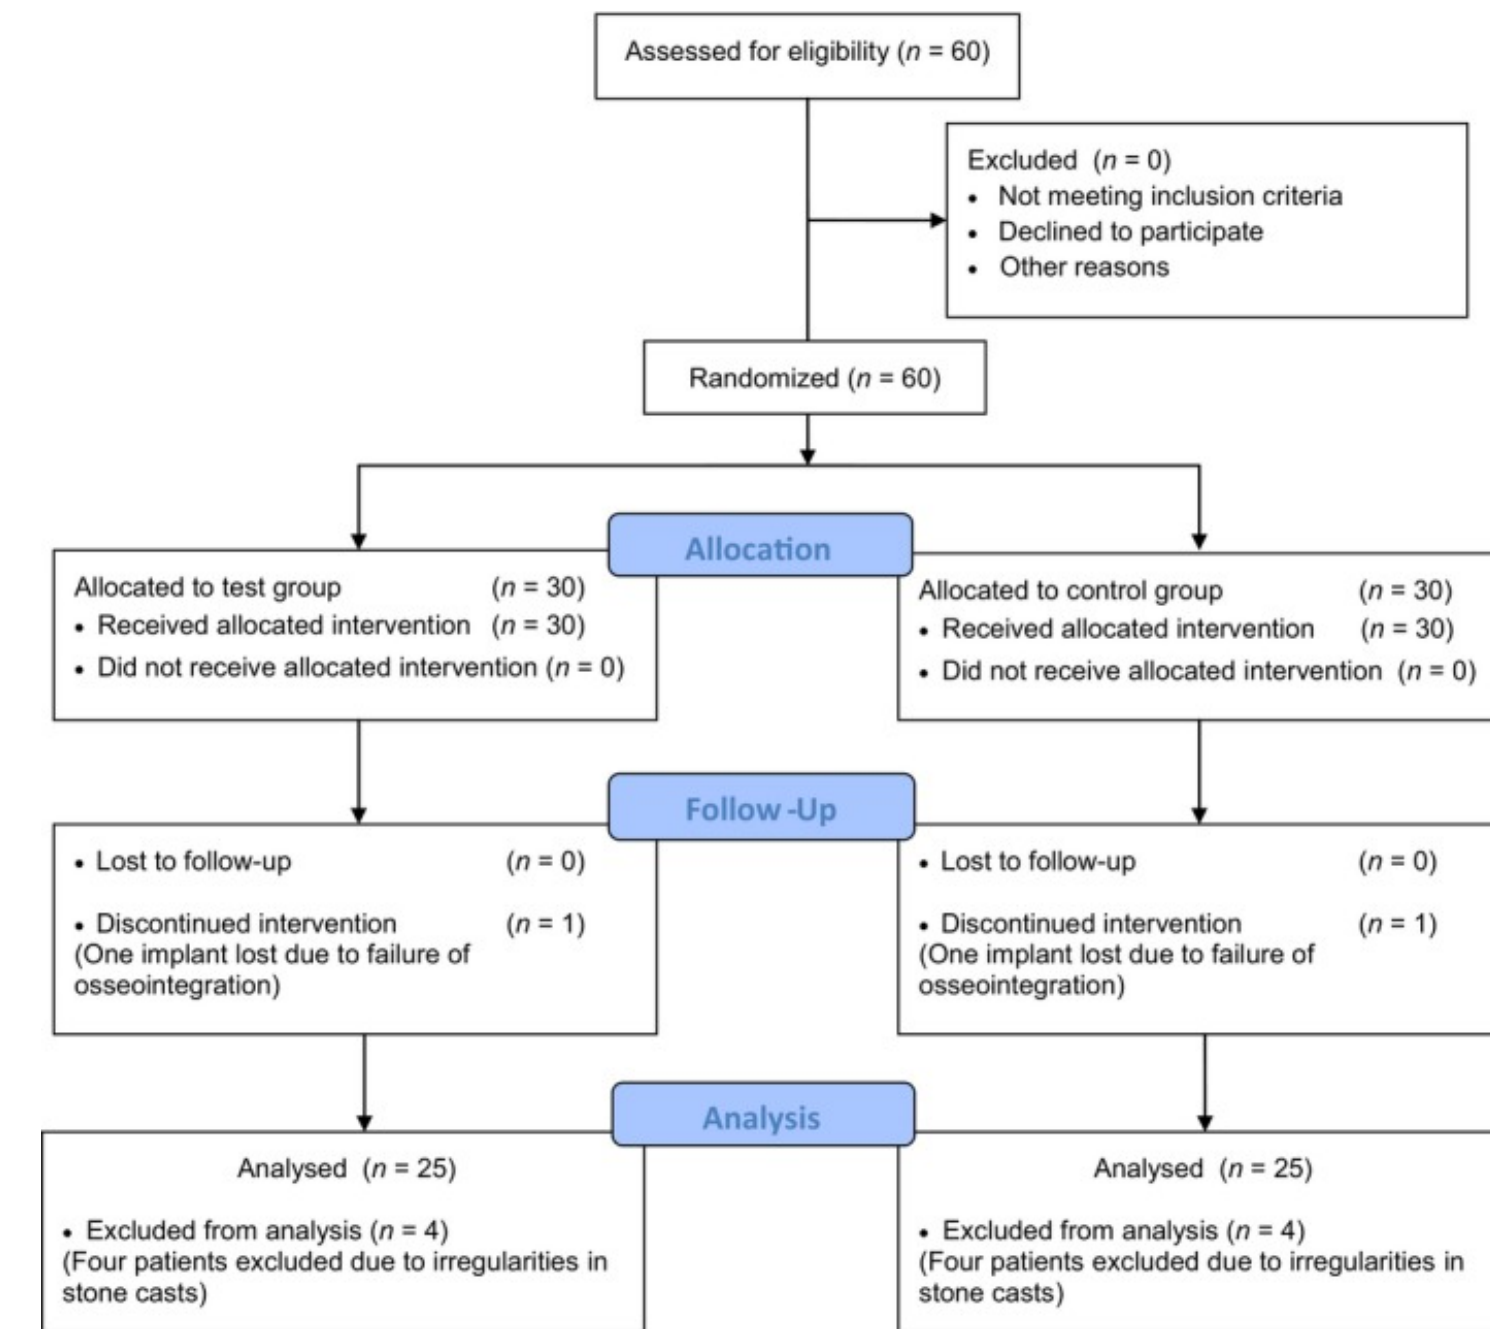 Assessed for eligibility (n = 60)
Excluded (n = 0)
• Not meeting inclusion criteria
• Declined to participate
• Other reasons
Randomized (n = 60)
Allocation
Allocated to test group (n = 30)
• Received allocated intervention (n = 30)
• Did not receive allocated intervention (n = 0)
Allocated to control group (n = 30)
• Received allocated intervention (n = 30)
• Did not receive allocated intervention (n = 0)
Follow -Up
• Lost to follow-up (n = 0)
• Discontinued intervention (n = 1)
(One implant lost due to failure of
osseointegration)
• Lost to follow-up (n = 0)
• Discontinued intervention (n = 1)
(One implant lost due to failure of
osseointegration)
Analysis
Analysed (n = 25)
• Excluded from analysis (n = 4)
(Four patients excluded due to irregularities in
stone casts)
Analysed (n = 25)
• Excluded from analysis (n = 4)
(Four patients excluded due to irregularities in
stone casts)